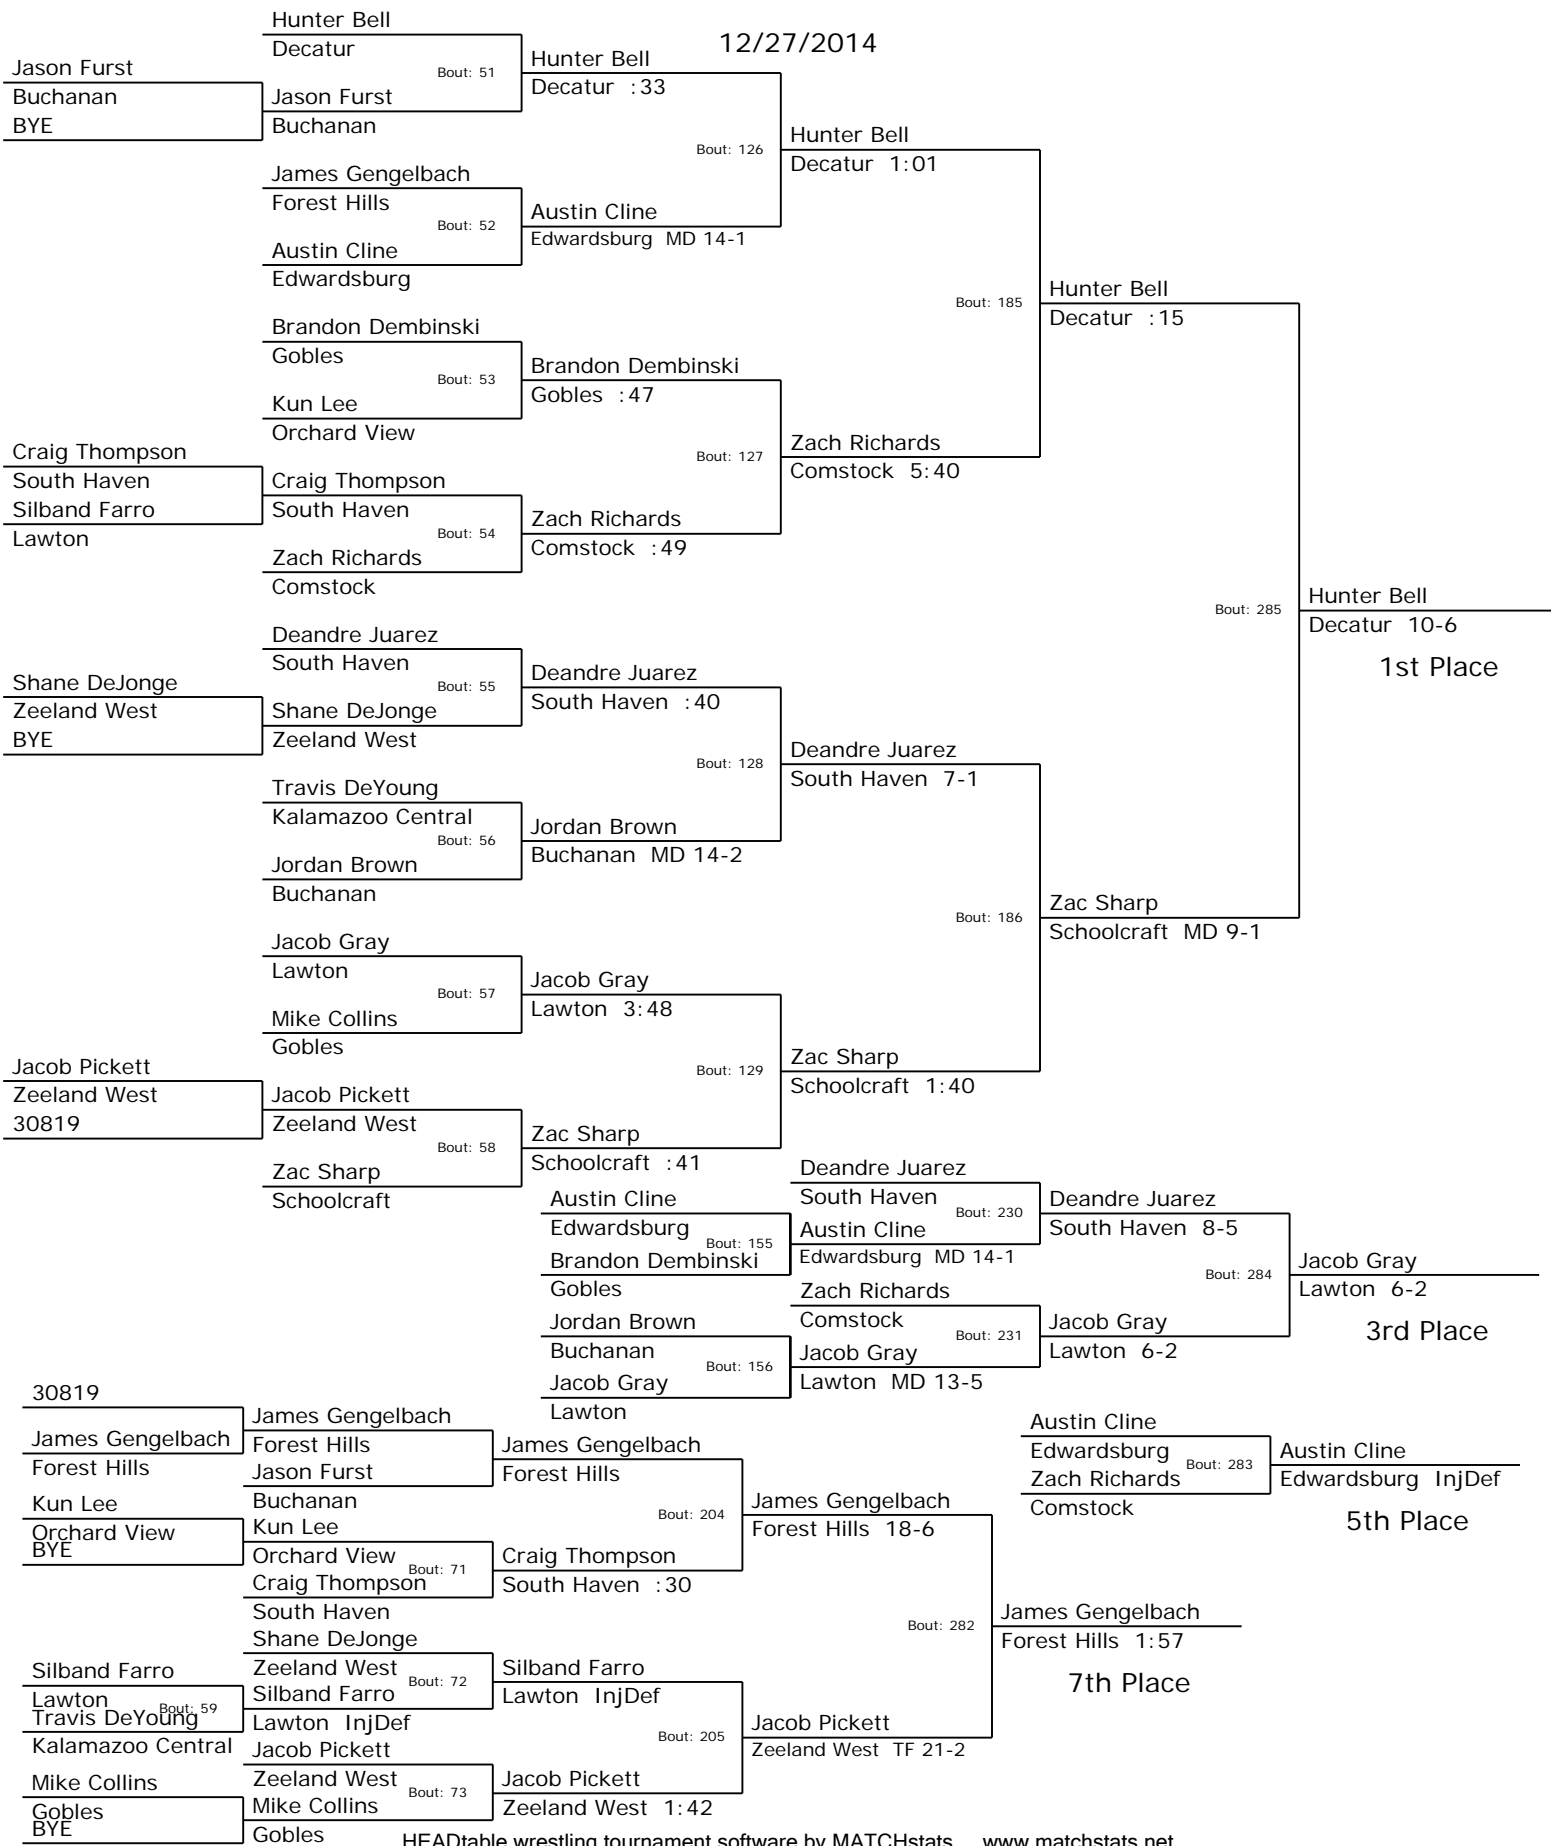 12/27/2014
Jason Furst
Buchanan
BYE
Craig Thompson
South Haven
Silband Farro
Lawton
Shane DeJonge
Zeeland West
BYE
Jacob Pickett
Zeeland West
30819
Hunter Bell
Decatur
Bout: 51
Jason Furst
Buchanan
James Gengelbach
Forest Hills
Bout: 52
Austin Cline
Edwardsburg
Brandon Dembinski
Gobles
Bout: 53
Kun Lee
Orchard View
Craig Thompson
South Haven
Bout: 54
Zach Richards
Comstock
Deandre Juarez
South Haven
Bout: 55
Shane DeJonge
Zeeland West
Travis DeYoung
Kalamazoo Central
Bout: 56
Jordan Brown
Buchanan
Jacob Gray
Lawton
Bout: 57
Mike Collins
Gobles
Jacob Pickett
Zeeland West
Bout: 58
Zac Sharp
Schoolcraft
Hunter Bell
Decatur :33
Bout: 126
Austin Cline
Edwardsburg MD 14-1
Brandon Dembinski
Gobles :47
Bout: 127
Zach Richards
Comstock :49
Deandre Juarez
South Haven :40
Bout: 128
Jordan Brown
Buchanan MD 14-2
Jacob Gray
Lawton 3:48
Bout: 129
Zac Sharp
Schoolcraft :41
Hunter Bell
Decatur 1:01
Bout: 185
Zach Richards
Comstock 5:40
Deandre Juarez
South Haven 7-1
Bout: 186
Zac Sharp
Schoolcraft 1:40
Hunter Bell
Decatur :15
Bout: 285
Zac Sharp
Schoolcraft MD 9-1
Hunter Bell
Decatur 10-6
1st Place
Austin Cline
Edwardsburg
Bout: 155
Brandon Dembinski
Gobles
Jordan Brown
Buchanan
Bout: 156
Jacob Gray
Lawton
Deandre Juarez
South Haven
Bout: 230
Austin Cline
Edwardsburg MD 14-1
Zach Richards
Comstock
Bout: 231
Jacob Gray
Lawton MD 13-5
Deandre Juarez
South Haven 8-5
Bout: 284
Jacob Gray
Lawton 6-2
Jacob Gray
Lawton 6-2
3rd Place
30819
James Gengelbach
Forest Hills
Kun Lee
Orchard View
BYE
Silband Farro
Lawton
Bout: 59
Travis DeYoung
Kalamazoo Central
Mike Collins
Gobles
BYE
James Gengelbach
Forest Hills
Jason Furst
Buchanan
Kun Lee
Orchard View
Bout: 71
Craig Thompson
South Haven
Shane DeJonge
Zeeland West
Bout: 72
Silband Farro
Lawton InjDef
Jacob Pickett
Zeeland West
Bout: 73
Mike Collins
Gobles
James Gengelbach
Forest Hills
Bout: 204
Craig Thompson
South Haven :30
Silband Farro
Lawton InjDef
Bout: 205
Jacob Pickett
Zeeland West 1:42
James Gengelbach
Forest Hills 18-6
Bout: 282
Jacob Pickett
Zeeland West TF 21-2
James Gengelbach
Forest Hills 1:57
7th Place
Austin Cline
Edwardsburg
Bout: 283
Zach Richards
Comstock
Austin Cline
Edwardsburg InjDef
5th Place
HEADtable wrestling tournament software by MATCHstats www.matchstats.net